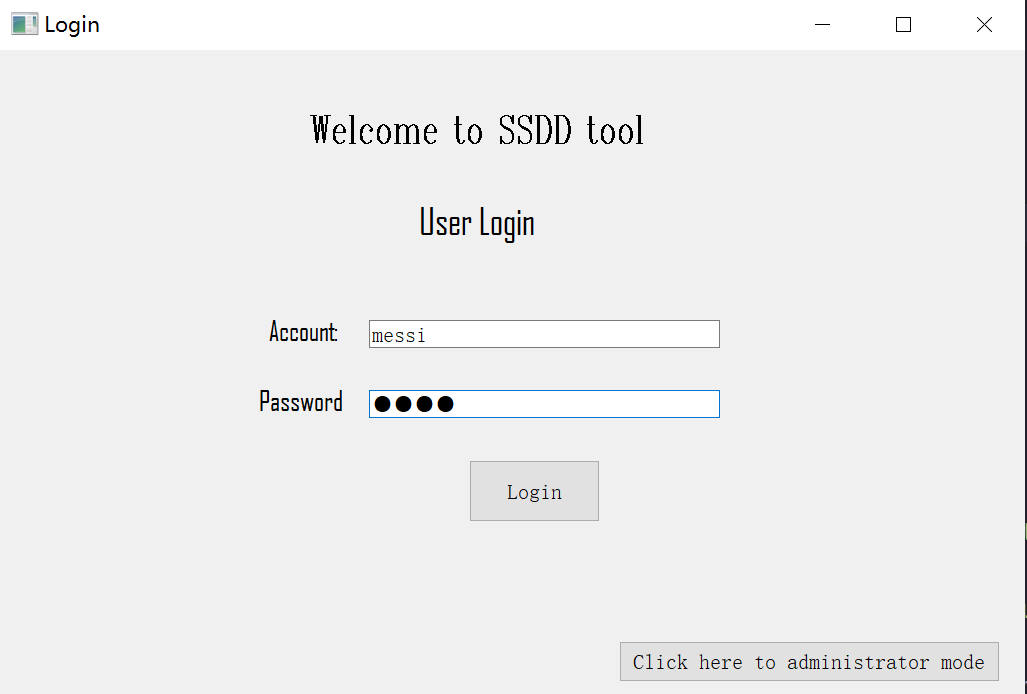 Login
Welcome to SSDD tool
User Login
Account: messi
Password ●●●●
Login
Click here to administrator mode